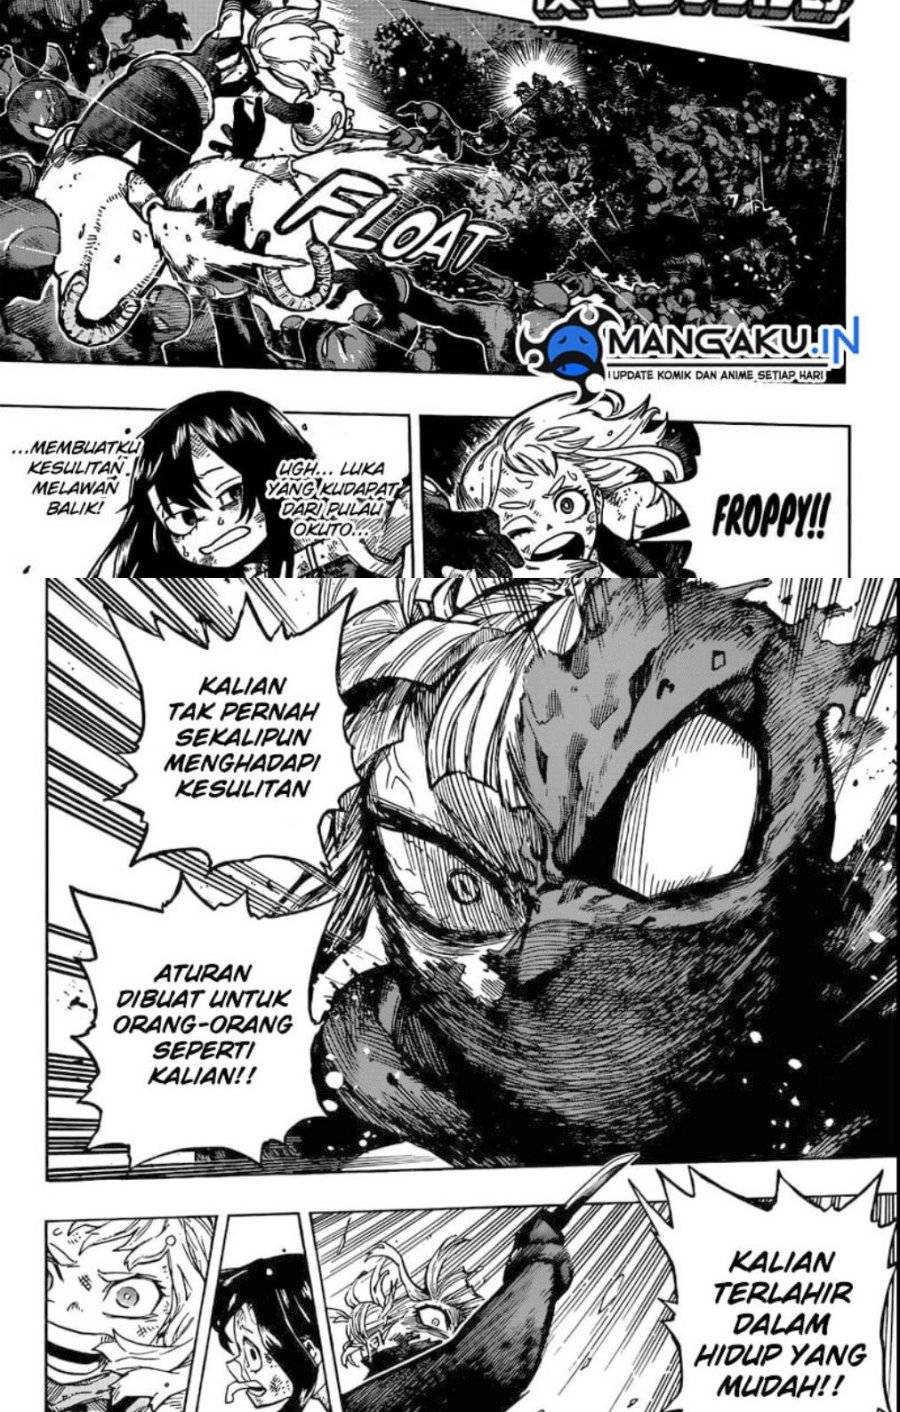 FLOAT
MANGAKU.IN
UPDATE KOMIK DAN ANIME SETIAP HARI
FROPPY!!
UGH... LUKA
YANG KUDAPAT
DARI PULAU
OKUTO...
...MEMBUATKU
KESULITAN
MELAWAN
BALIK!
KALIAN
TAK PERNAH
SEKALIPUN
MENGHADAPI
KESULITAN
ATURAN
DIBUAT UNTUK
ORANG-ORANG
SEPERTI
KALIAN!!
KALIAN
TERLAHIR
DALAM
HIDUP YANG
MUDAH!!